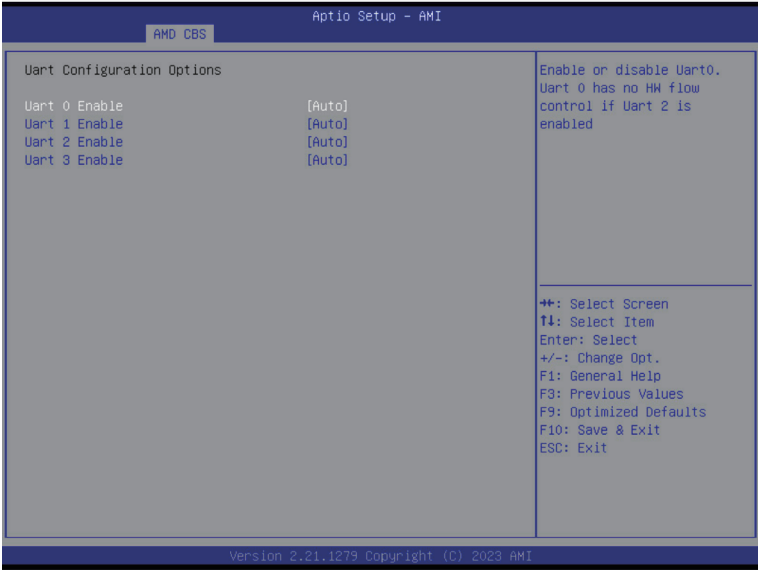 Aptio Setup - AMI
AMD CBS
Uart Configuration Options
Uart 0 Enable [Auto]
Uart 1 Enable [Auto]
Uart 2 Enable [Auto]
Uart 3 Enable [Auto]
Enable or disable Uart0.
Uart 0 has no HW flow
control if Uart 2 is
enabled
→←: Select Screen
↑↓: Select Item
Enter: Select
+/-: Change Opt.
F1: General Help
F3: Previous Values
F9: Optimized Defaults
F10: Save & Exit
ESC: Exit
Version 2.21.1279 Copyright (C) 2023 AMI